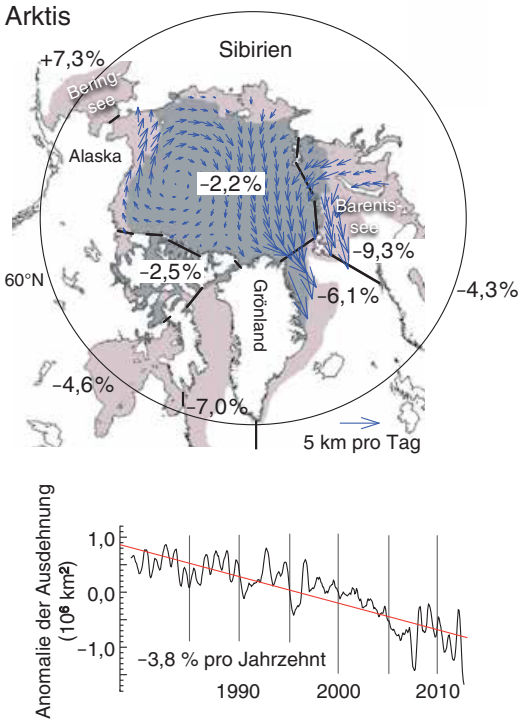 Arktis
Sibirien
+7,3%
Bering-
see
Alaska
−2,2%
Barents-
see
−9,3%
−2,5%
60°N
Grönland
−6,1%
−4,3%
−4,6%
−7,0%
5 km pro Tag
Anomalie der Ausdehnung
(10⁶ km²)
1,0
0,0
−1,0
−3,8 % pro Jahrzehnt
1990
2000
2010